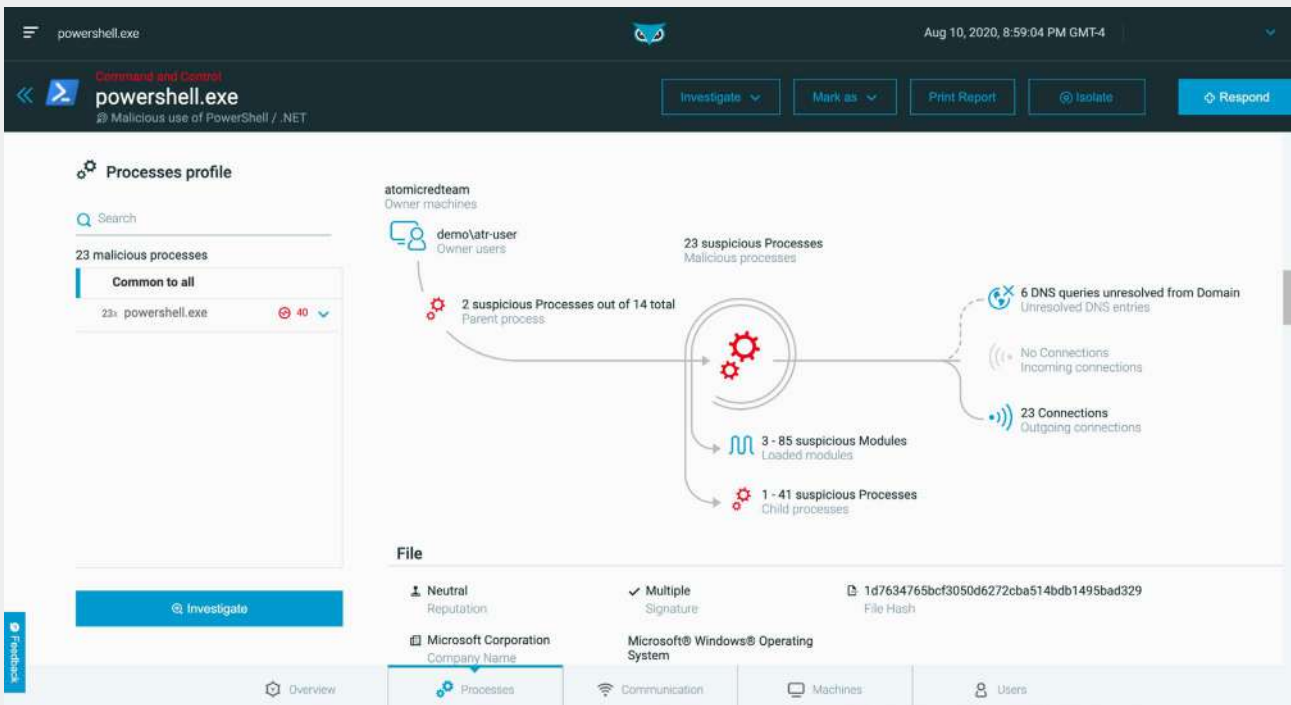 powershell.exe
Aug 10, 2020, 8:59:04 PM GMT-4
Command and Control
powershell.exe
Malicious use of PowerShell / .NET
Investigate
Mark as
Print Report
Isolate
Respond
Processes profile
Search
23 malicious processes
Common to all
23x powershell.exe 40
atomicredteam
Owner machines
demo\atr-user
Owner users
2 suspicious Processes out of 14 total
Parent process
23 suspicious Processes
Malicious processes
6 DNS queries unresolved from Domain
Unresolved DNS entries
No Connections
Incoming connections
23 Connections
Outgoing connections
3 - 85 suspicious Modules
Loaded modules
1 - 41 suspicious Processes
Child processes
Investigate
File
Neutral
Reputation
Multiple
Signature
1d7634765bcf3050d6272cba514bdb1495bad329
File Hash
Microsoft Corporation
Company Name
Microsoft® Windows® Operating
System
Feedback
Overview
Processes
Communication
Machines
Users